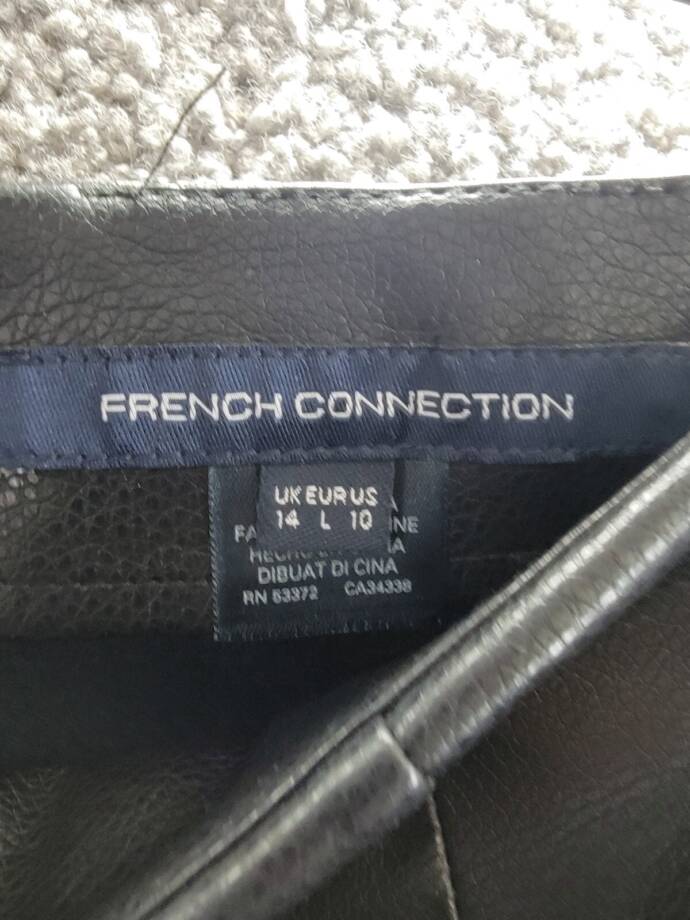 FRENCH CONNECTION
UK EUR US
14 L 10
DIBUAT DI CINA
RN 53372 CA34338